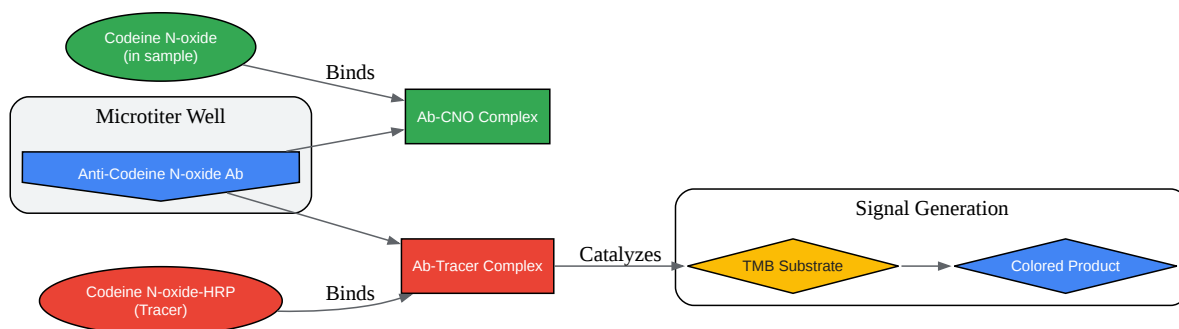 Codeine N-oxide
(in sample)
Binds
Microtiter Well
Ab-CNO Complex
Anti-Codeine N-oxide Ab
Signal Generation
Ab-Tracer Complex
Catalyzes
TMB Substrate
Colored Product
Codeine N-oxide-HRP
(Tracer)
Binds